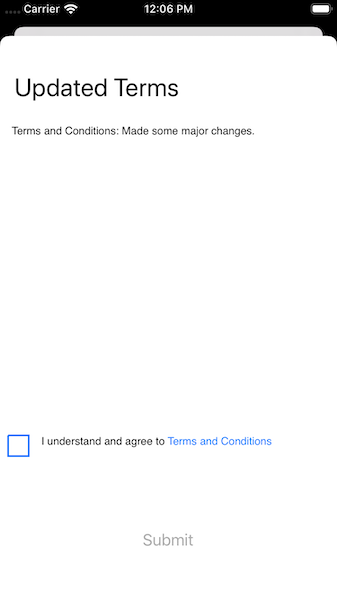 Carrier 12:06 PM
Updated Terms
Terms and Conditions: Made some major changes.
I understand and agree to Terms and Conditions
Submit